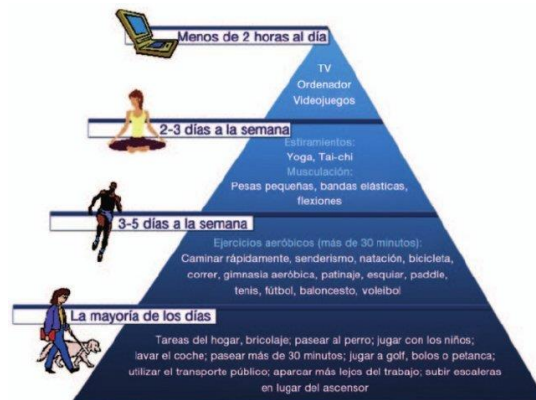 Menos de 2 horas al día
TV
Ordenador
Videojuegos
2-3 días a la semana
Estiramientos:
Yoga, Tai-chi
Musculación:
Pesas pequeñas, bandas elásticas,
flexiones
3-5 días a la semana
Ejercicios aeróbicos (más de 30 minutos):
Caminar rápidamente, senderismo, natación, bicicleta,
correr, gimnasia aeróbica, patinaje, esquiar, paddle,
tenis, fútbol, baloncesto, voleibol
La mayoría de los días
Tareas del hogar, bricolaje; pasear al perro; jugar con los niños;
lavar el coche; pasear más de 30 minutos; jugar a golf, bolos o petanca;
utilizar el transporte público; aparcar más lejos del trabajo; subir escaleras
en lugar del ascensor